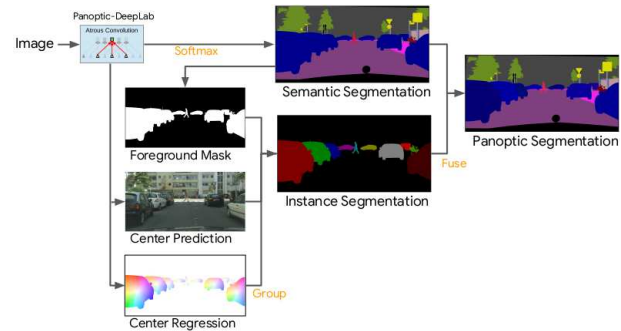 Panoptic-DeepLab
Atrous Convolution
Image
Softmax
Semantic Segmentation
Foreground Mask
Instance Segmentation
Panoptic Segmentation
Fuse
Center Prediction
Group
Center Regression